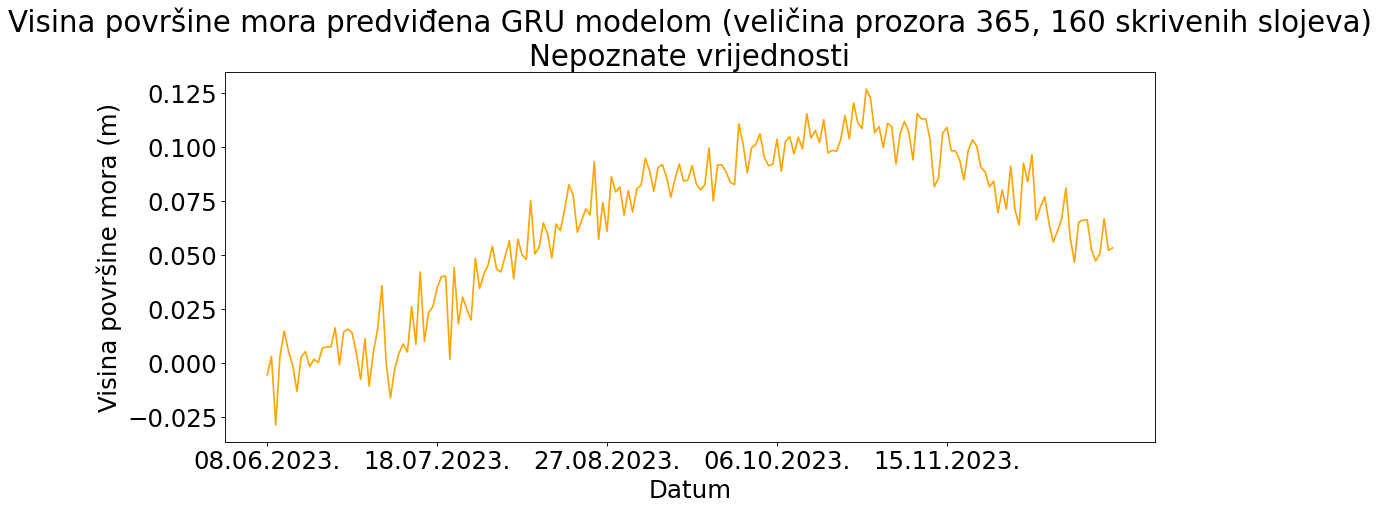 Visina površine mora predviđena GRU modelom (veličina prozora 365, 160 skrivenih slojeva)
Nepoznate vrijednosti
Visina površine mora (m)
0.125
0.100
0.075
0.050
0.025
0.000
−0.025
08.06.2023. 18.07.2023. 27.08.2023. 06.10.2023. 15.11.2023.
Datum